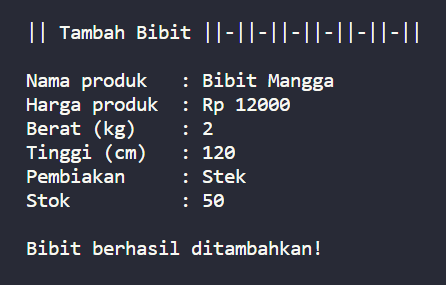 || Tambah Bibit ||-||-||-||-||-||-||
Nama produk : Bibit Mangga
Harga produk : Rp 12000
Berat (kg) : 2
Tinggi (cm) : 120
Pembiakan : Stek
Stok : 50
Bibit berhasil ditambahkan!